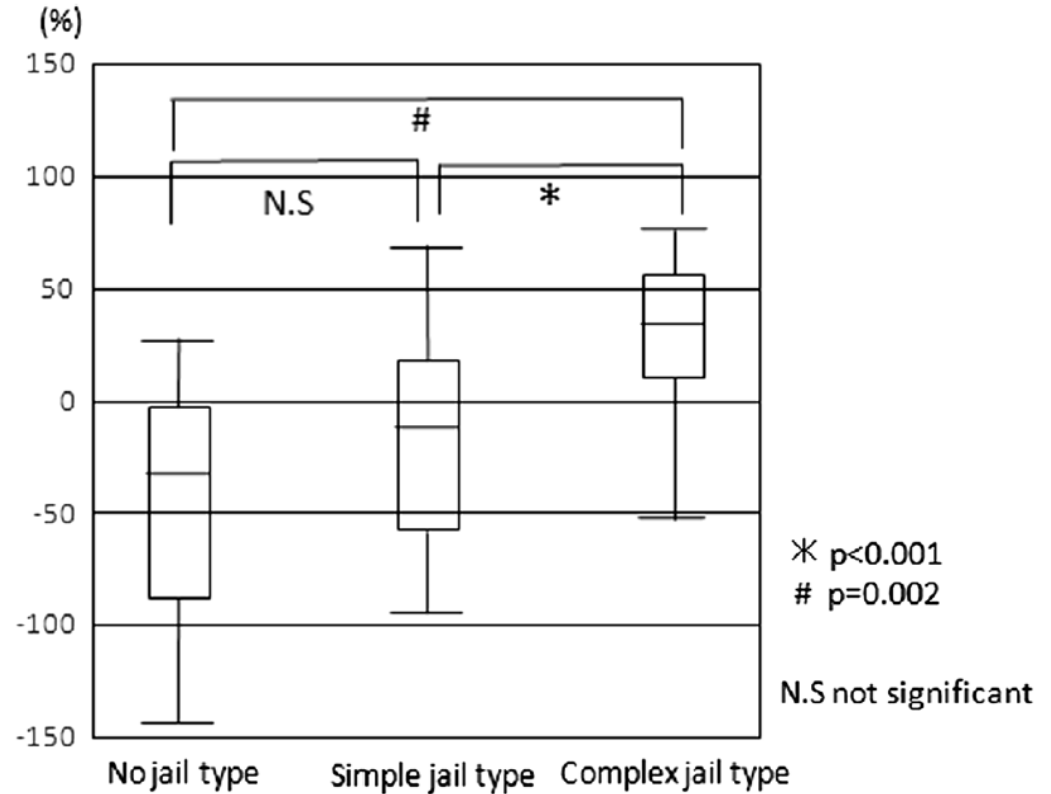 (%)
150
#
100
N.S
*
50
0
-50
* p<0.001
# p=0.002
-100
N.S not significant
-150
No jail type Simple jail type Complex jail type